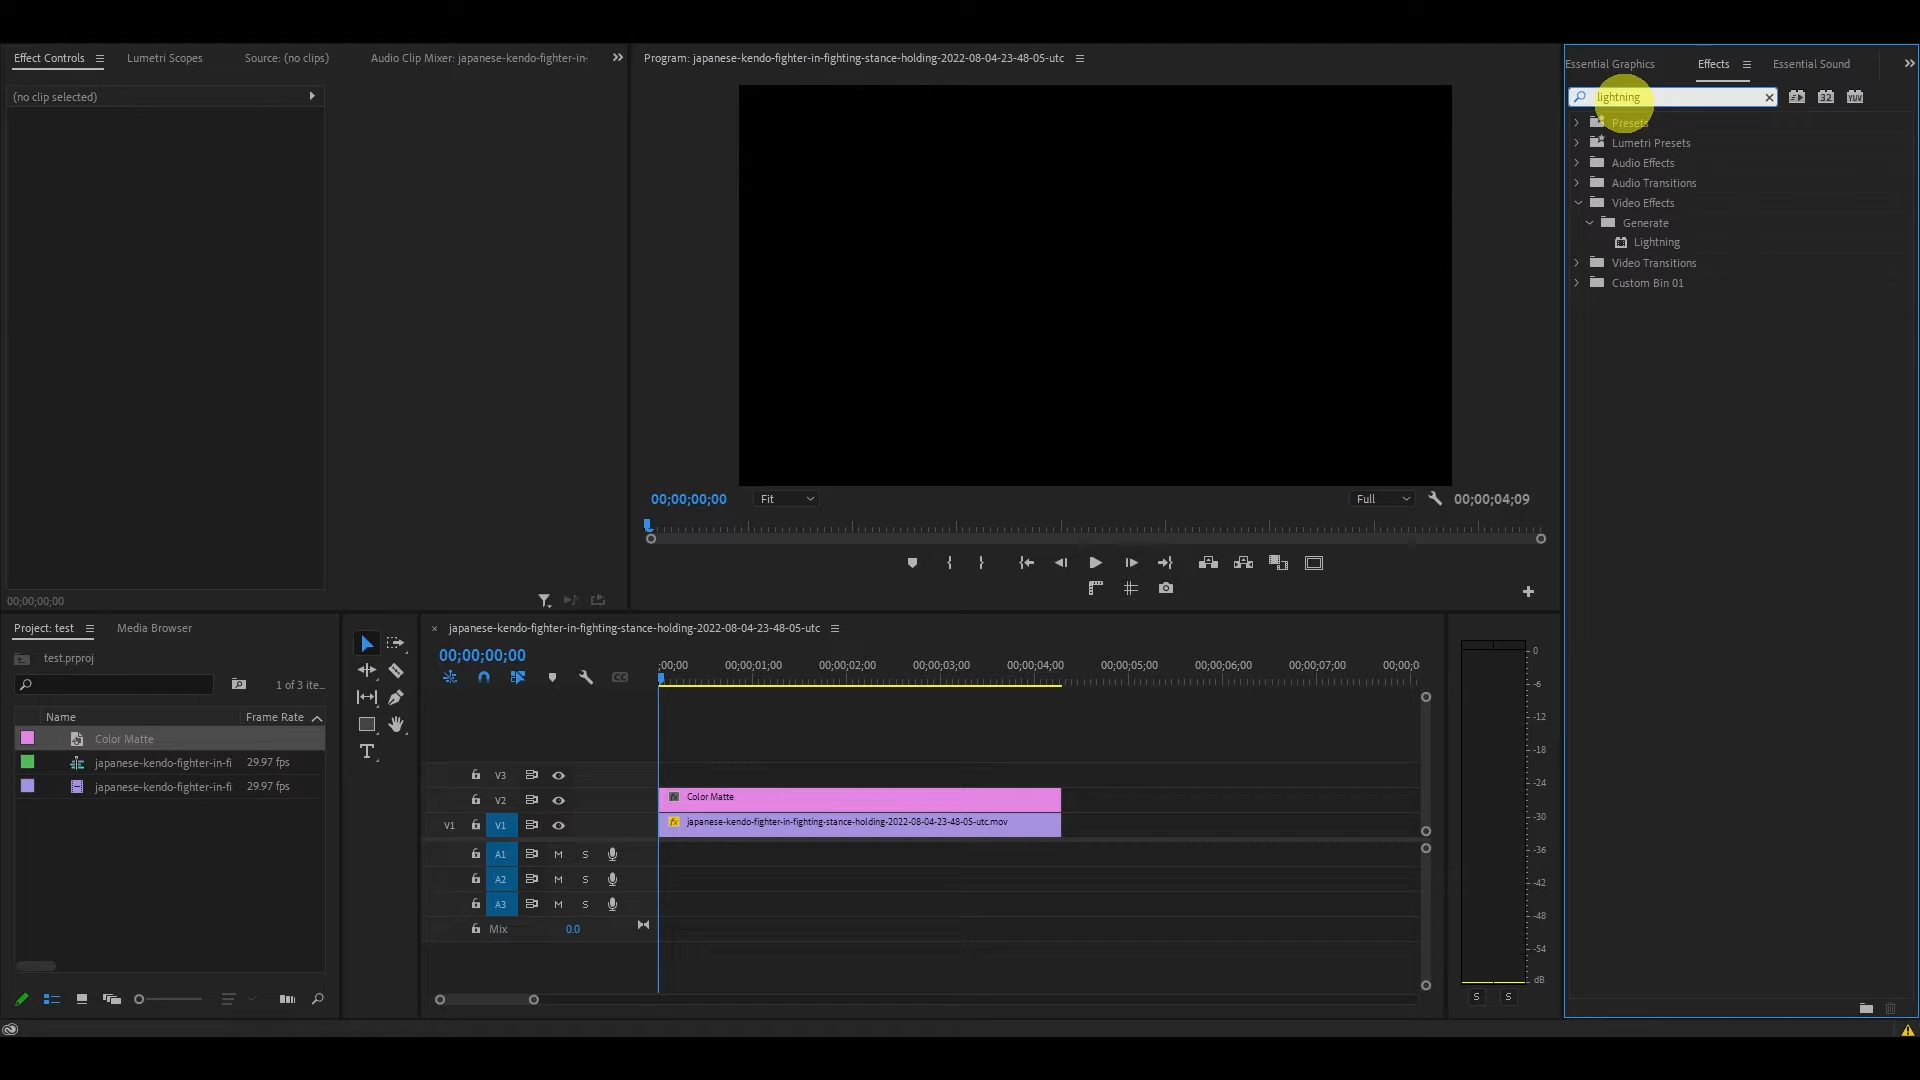 Effect Controls
Lumetri Scopes
Source: (no clips)
Audio Clip Mixer: japanese-kendo-fighter-in-
Program: japanese-kendo-fighter-in-fighting-stance-holding-2022-08-04-23-48-05-utc
Essential Graphics
Effects
Essential Sound
(no clip selected)
lightning
32
YUV
Presets
Lumetri Presets
Audio Effects
Audio Transitions
Video Effects
Generate
Lightning
Video Transitions
Custom Bin 01
00;00;00;00
Fit
Full
00;00;04;09
00;00;00;00
Project: test
Media Browser
japanese-kendo-fighter-in-fighting-stance-holding-2022-08-04-23-48-05-utc
test.prproj
00;00;00;00
;00;00
00;00;01;00
00;00;02;00
00;00;03;00
00;00;04;00
00;00;05;00
00;00;06;00
00;00;07;00
00;00;0
1 of 3 ite...
Name
Frame Rate
Color Matte
japanese-kendo-fighter-in-fi
29.97 fps
japanese-kendo-fighter-in-fi
29.97 fps
T
V3
V2
Color Matte
V1
V1
fx
japanese-kendo-fighter-in-fighting-stance-holding-2022-08-04-23-48-05-utc.mov
A1
M
S
A2
M
S
A3
M
S
Mix
0.0
0
-6
-12
-18
-24
-30
-36
-42
-48
-54
dB
S
S